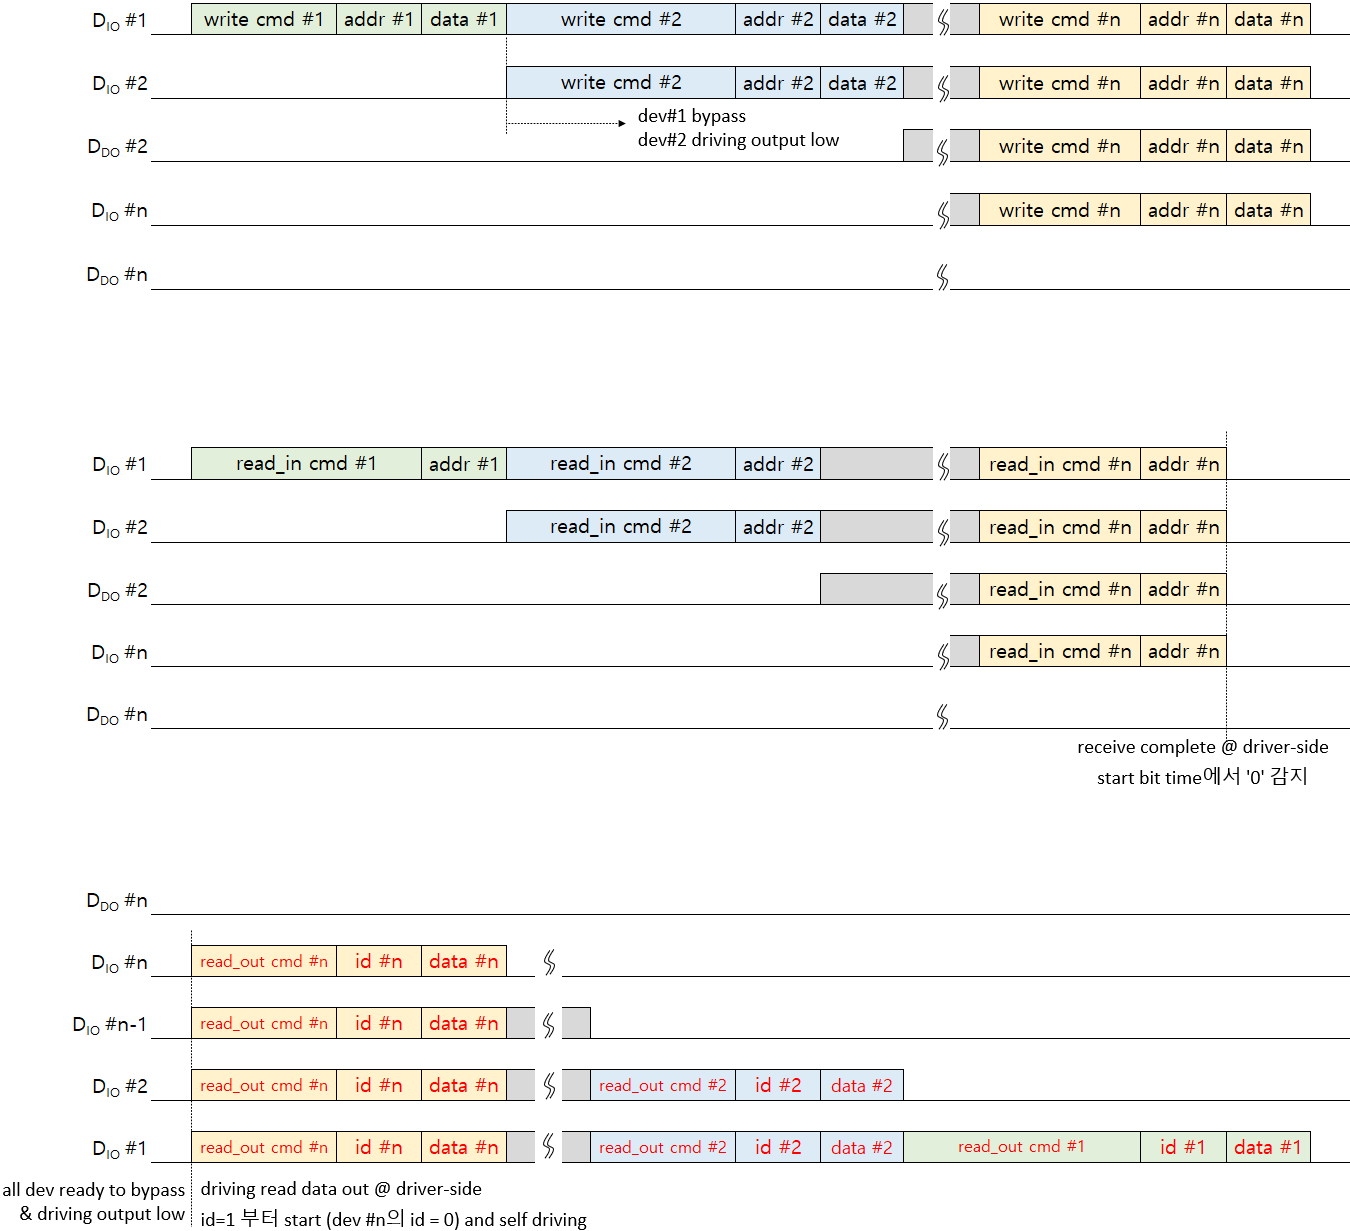 D_IO #1 write cmd #1 addr #1 data #1 write cmd #2 addr #2 data #2 write cmd #n addr #n data #n
D_IO #2 write cmd #2 addr #2 data #2 write cmd #n addr #n data #n
dev#1 bypass
dev#2 driving output low
D_DO #2 write cmd #n addr #n data #n
D_IO #n write cmd #n addr #n data #n
D_DO #n
D_IO #1 read_in cmd #1 addr #1 read_in cmd #2 addr #2 read_in cmd #n addr #n
D_IO #2 read_in cmd #2 addr #2 read_in cmd #n addr #n
D_DO #2 read_in cmd #n addr #n
D_IO #n read_in cmd #n addr #n
D_DO #n
receive complete @ driver-side
start bit time에서 '0' 감지
D_DO #n
D_IO #n read_out cmd #n id #n data #n
D_IO #n-1 read_out cmd #n id #n data #n
D_IO #2 read_out cmd #n id #n data #n read_out cmd #2 id #2 data #2
D_IO #1 read_out cmd #n id #n data #n read_out cmd #2 id #2 data #2 read_out cmd #1 id #1 data #1
all dev ready to bypass
& driving output low
driving read data out @ driver-side
id=1 부터 start (dev #n의 id = 0) and self driving